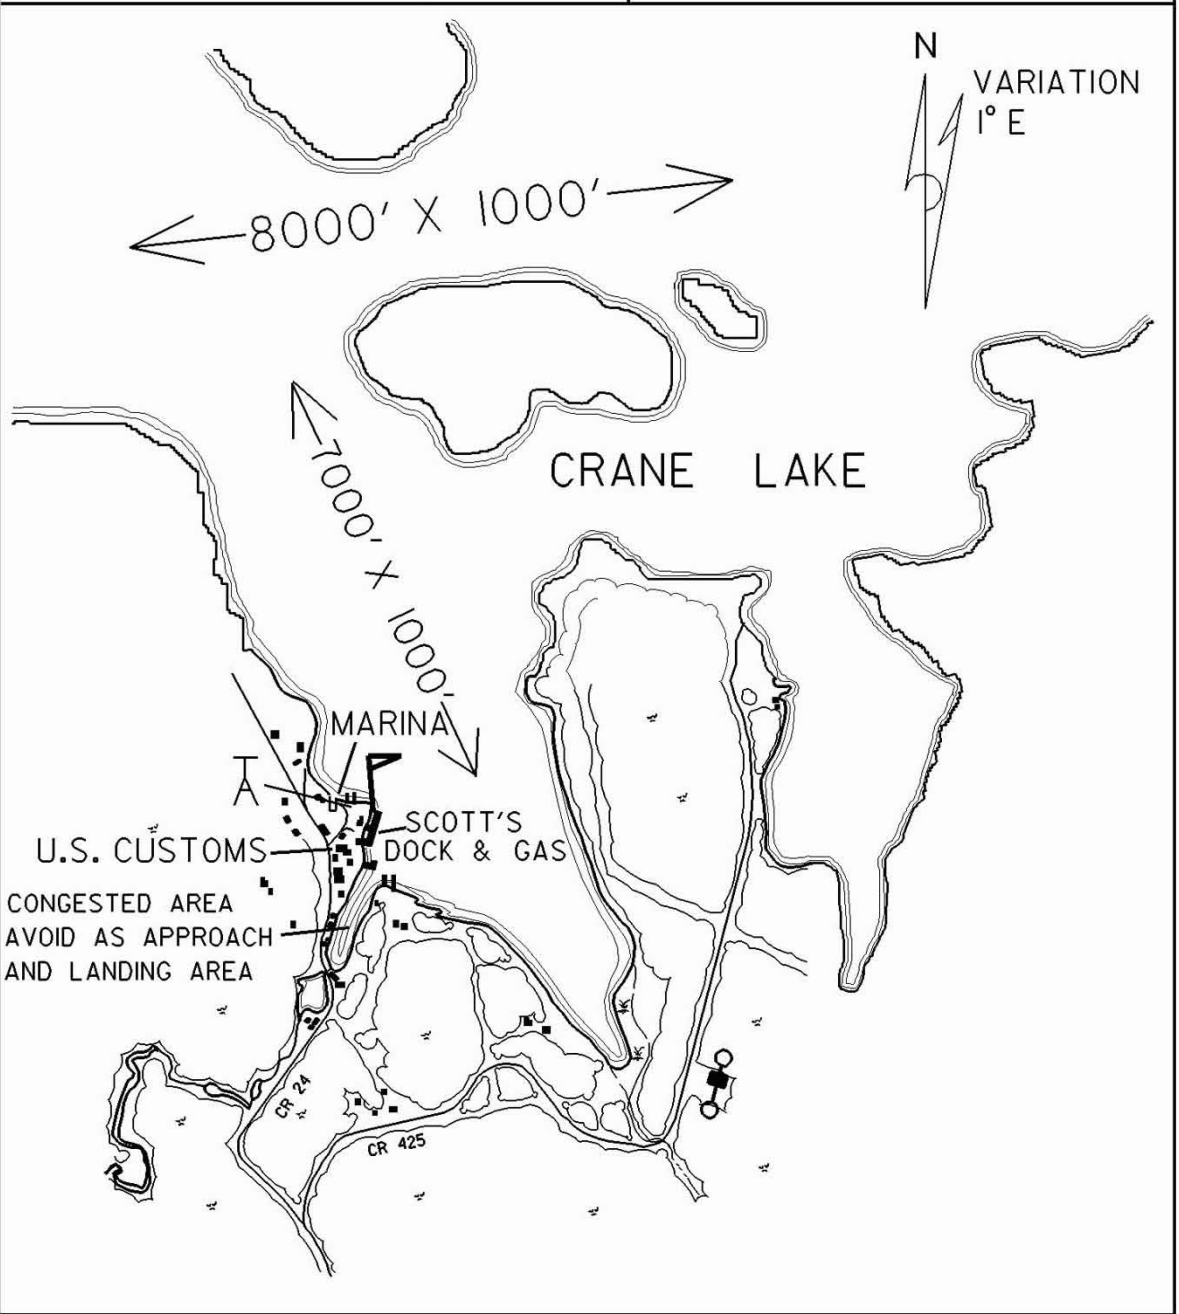 N
VARIATION
1° E
8000' X 1000'
CRANE LAKE
7000' X 1000'
MARINA
SCOTT'S
DOCK & GAS
U.S. CUSTOMS
CONGESTED AREA
AVOID AS APPROACH
AND LANDING AREA
CR 24
CR 425